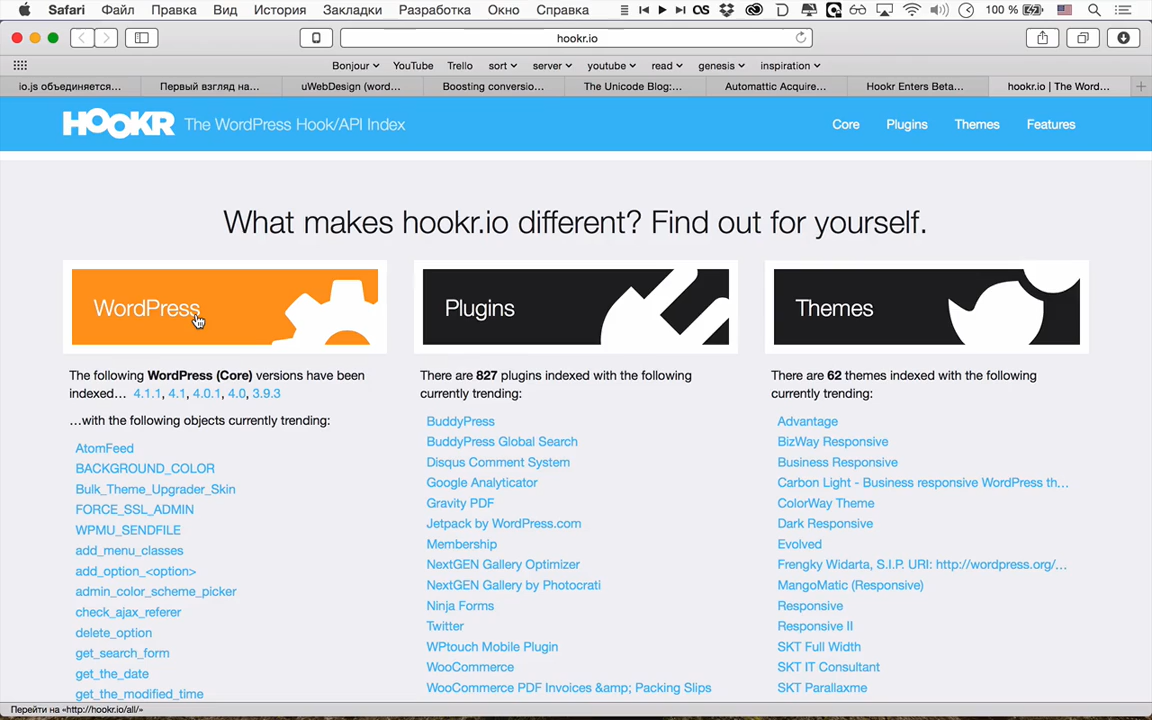 Safari Файл Правка Вид История Закладки Разработка Окно Справка 100 %
hookr.io
Bonjour YouTube Trello sort server youtube read genesis inspiration
io.js объединяется... Первый взгляд на... uWebDesign (word... Boosting conversio... The Unicode Blog:... Automattic Acquire... Hookr Enters Beta... hookr.io | The Word...
HOOKR The WordPress Hook/API Index Core Plugins Themes Features
What makes hookr.io different? Find out for yourself.
WordPress
The following WordPress (Core) versions have been
indexed... 4.1.1, 4.1, 4.0.1, 4.0, 3.9.3
...with the following objects currently trending:
AtomFeed
BACKGROUND_COLOR
Bulk_Theme_Upgrader_Skin
FORCE_SSL_ADMIN
WPMU_SENDFILE
add_menu_classes
add_option_<option>
admin_color_scheme_picker
check_ajax_referer
delete_option
get_search_form
get_the_date
get_the_modified_time
Plugins
There are 827 plugins indexed with the following
currently trending:
BuddyPress
BuddyPress Global Search
Disqus Comment System
Google Analyticator
Gravity PDF
Jetpack by WordPress.com
Membership
NextGEN Gallery Optimizer
NextGEN Gallery by Photocrati
Ninja Forms
Twitter
WPtouch Mobile Plugin
WooCommerce
WooCommerce PDF Invoices &amp; Packing Slips
Themes
There are 62 themes indexed with the following
currently trending:
Advantage
BizWay Responsive
Business Responsive
Carbon Light - Business responsive WordPress th...
ColorWay Theme
Dark Responsive
Evolved
Frengky Widarta, S.I.P. URI: http://wordpress.org/...
MangoMatic (Responsive)
Responsive
Responsive II
SKT Full Width
SKT IT Consultant
SKT Parallaxme
Перейти на «http://hookr.io/all/»